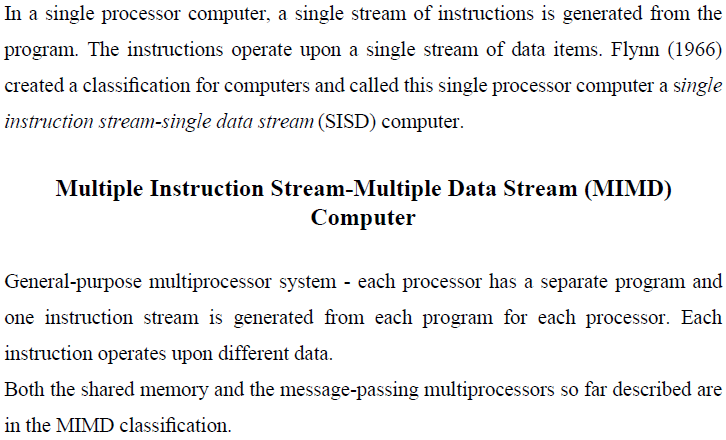 In a single processor computer, a single stream of instructions is generated from the
program. The instructions operate upon a single stream of data items. Flynn (1966)
created a classification for computers and called this single processor computer a single
instruction stream-single data stream (SISD) computer.
Multiple Instruction Stream-Multiple Data Stream (MIMD)
Computer
General-purpose multiprocessor system - each processor has a separate program and
one instruction stream is generated from each program for each processor. Each
instruction operates upon different data.
Both the shared memory and the message-passing multiprocessors so far described are
in the MIMD classification.